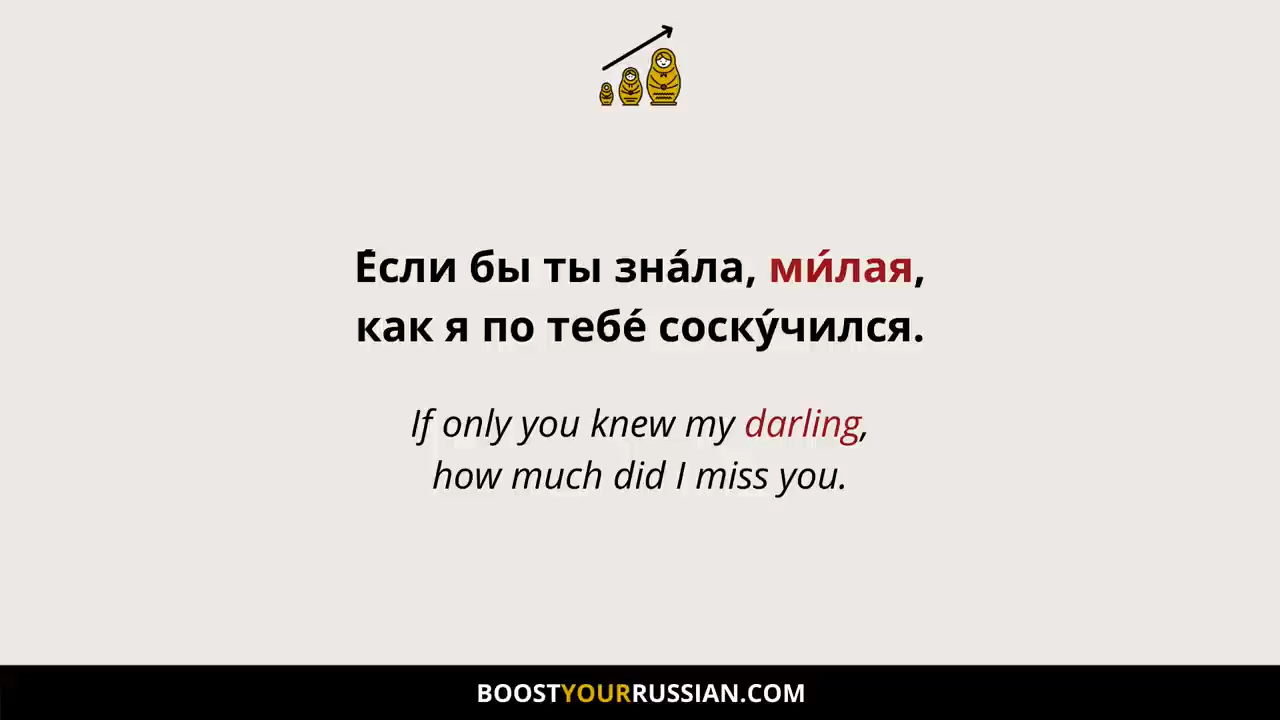 Е́сли бы ты зна́ла, ми́лая,
как я по тебе́ соску́чился.
If only you knew my darling,
how much did I miss you.
BOOSTYOURRUSSIAN.COM